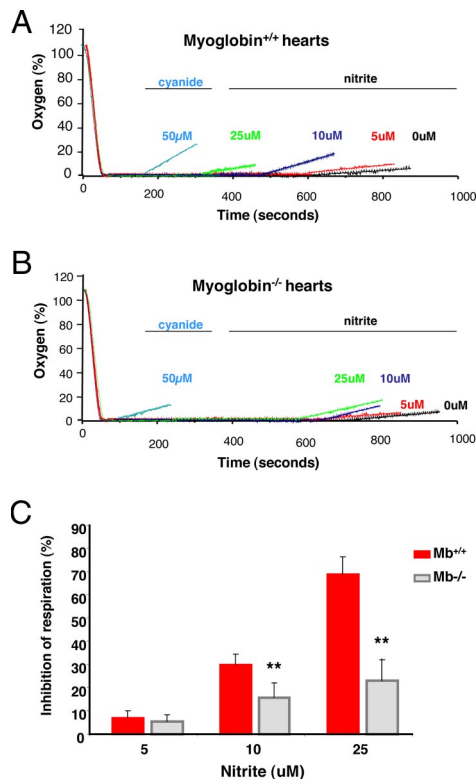 A
Myoglobin+/+ hearts
cyanide
nitrite
50µM
25uM
10uM
5uM
0uM
Oxygen (%)
120
100
80
60
40
20
0
0
200
400
600
800
1000
Time (seconds)
B
Myoglobin-/- hearts
cyanide
nitrite
50µM
25uM
10uM
5uM
0uM
Oxygen (%)
120
100
80
60
40
20
0
0
200
400
600
800
1000
Time (seconds)
C
Inhibition of respiration (%)
90
80
70
60
50
40
30
20
10
0
Mb+/+
Mb-/-
**
**
5
10
25
Nitrite (uM)